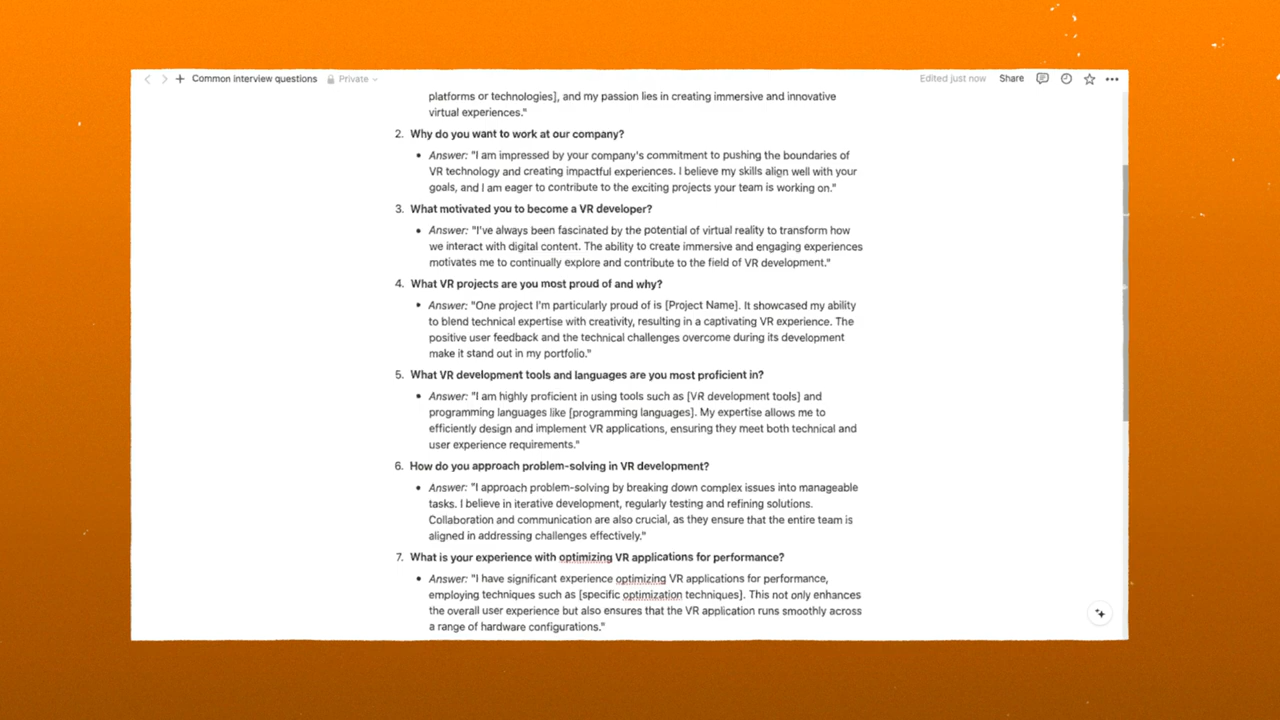 Common interview questions Private
Edited just now Share
platforms or technologies], and my passion lies in creating immersive and innovative
virtual experiences."
2. Why do you want to work at our company?
• Answer: "I am impressed by your company's commitment to pushing the boundaries of
VR technology and creating impactful experiences. I believe my skills align well with your
goals, and I am eager to contribute to the exciting projects your team is working on."
3. What motivated you to become a VR developer?
• Answer: "I've always been fascinated by the potential of virtual reality to transform how
we interact with digital content. The ability to create immersive and engaging experiences
motivates me to continually explore and contribute to the field of VR development."
4. What VR projects are you most proud of and why?
• Answer: "One project I'm particularly proud of is [Project Name]. It showcased my ability
to blend technical expertise with creativity, resulting in a captivating VR experience. The
positive user feedback and the technical challenges overcome during its development
make it stand out in my portfolio."
5. What VR development tools and languages are you most proficient in?
• Answer: "I am highly proficient in using tools such as [VR development tools] and
programming languages like [programming languages]. My expertise allows me to
efficiently design and implement VR applications, ensuring they meet both technical and
user experience requirements."
6. How do you approach problem-solving in VR development?
• Answer: "I approach problem-solving by breaking down complex issues into manageable
tasks. I believe in iterative development, regularly testing and refining solutions.
Collaboration and communication are also crucial, as they ensure that the entire team is
aligned in addressing challenges effectively."
7. What is your experience with optimizing VR applications for performance?
• Answer: "I have significant experience optimizing VR applications for performance,
employing techniques such as [specific optimization techniques]. This not only enhances
the overall user experience but also ensures that the VR application runs smoothly across
a range of hardware configurations."